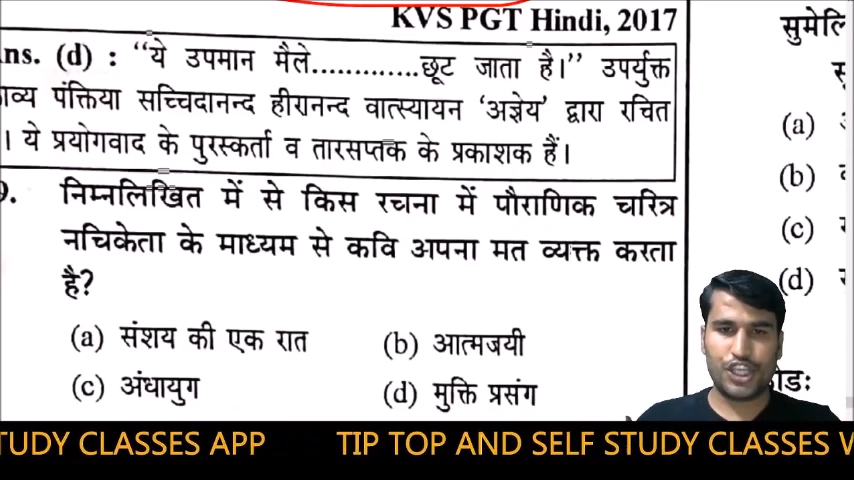 KVS PGT Hindi, 2017
ns. (d) : “ये उपमान मैले.............छूट जाता है।” उपर्युक्त
व्य पंक्तिया सच्चिदानन्द हीरानन्द वात्स्यायन ‘अज्ञेय’ द्वारा रचित
। ये प्रयोगवाद के पुरस्कर्ता व तारसप्तक के प्रकाशक हैं।
निम्नलिखित में से किस रचना में पौराणिक चरित्र
नचिकेता के माध्यम से कवि अपना मत व्यक्त करता
है?
(a) संशय की एक रात (b) आत्मजयी
(c) अंधायुग (d) मुक्ति प्रसंग
सुमेलि
(a)
(b)
(c)
(d)
TUDY CLASSES APP TIP TOP AND SELF STUDY CLASSES